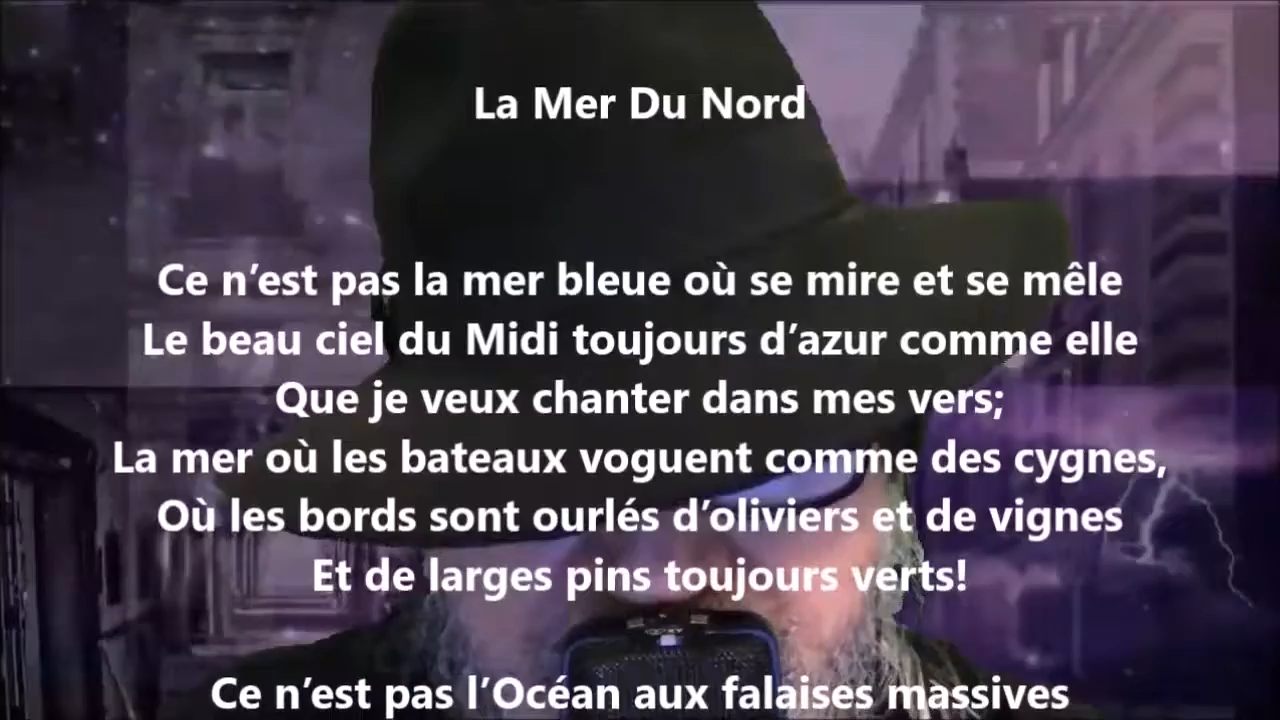 La Mer Du Nord
Ce n’est pas la mer bleue où se mire et se mêle
Le beau ciel du Midi toujours d’azur comme elle
Que je veux chanter dans mes vers;
La mer où les bateaux voguent comme des cygnes,
Où les bords sont ourlés d’oliviers et de vignes
Et de larges pins toujours verts!
Ce n’est pas l’Océan aux falaises massives